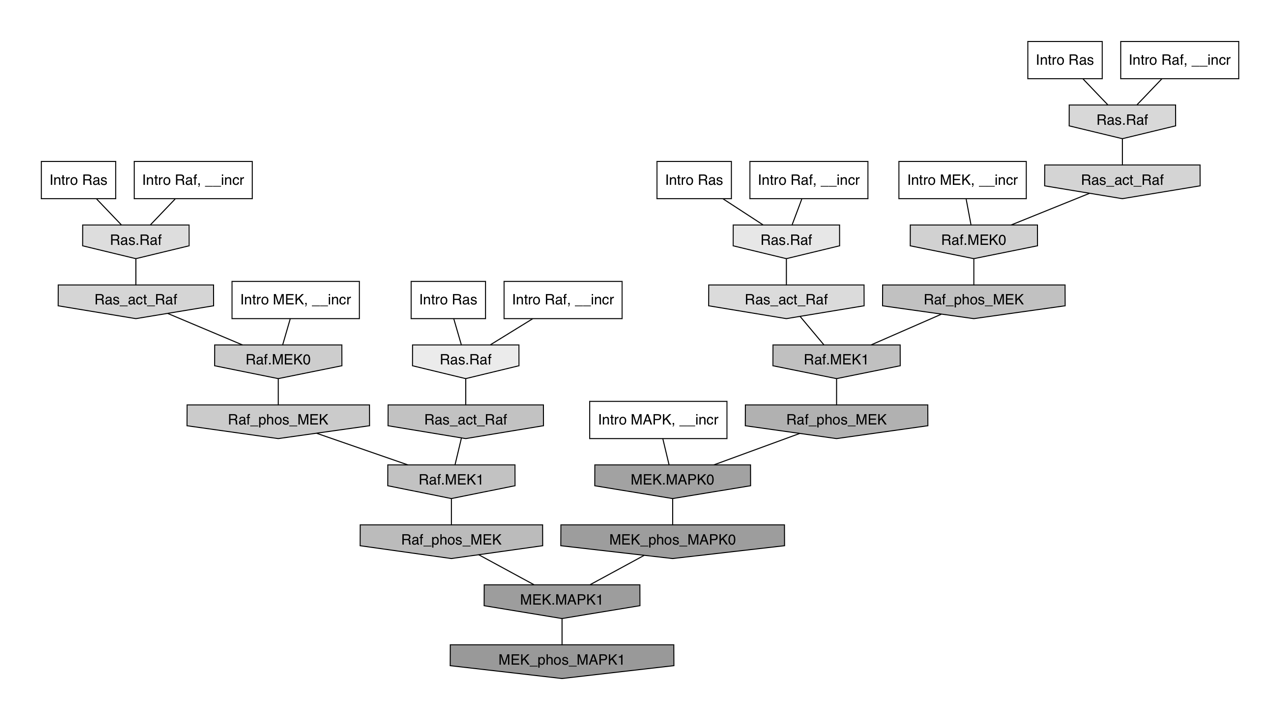 Intro Ras
Intro Raf, __incr
Ras.Raf
Intro Ras
Intro Raf, __incr
Intro Ras
Intro Raf, __incr
Intro MEK, __incr
Ras_act_Raf
Ras.Raf
Ras.Raf
Raf.MEK0
Ras_act_Raf
Intro MEK, __incr
Intro Ras
Intro Raf, __incr
Ras_act_Raf
Raf_phos_MEK
Raf.MEK0
Ras.Raf
Raf.MEK1
Raf_phos_MEK
Ras_act_Raf
Intro MAPK, __incr
Raf_phos_MEK
Raf.MEK1
MEK.MAPK0
Raf_phos_MEK
MEK_phos_MAPK0
MEK.MAPK1
MEK_phos_MAPK1